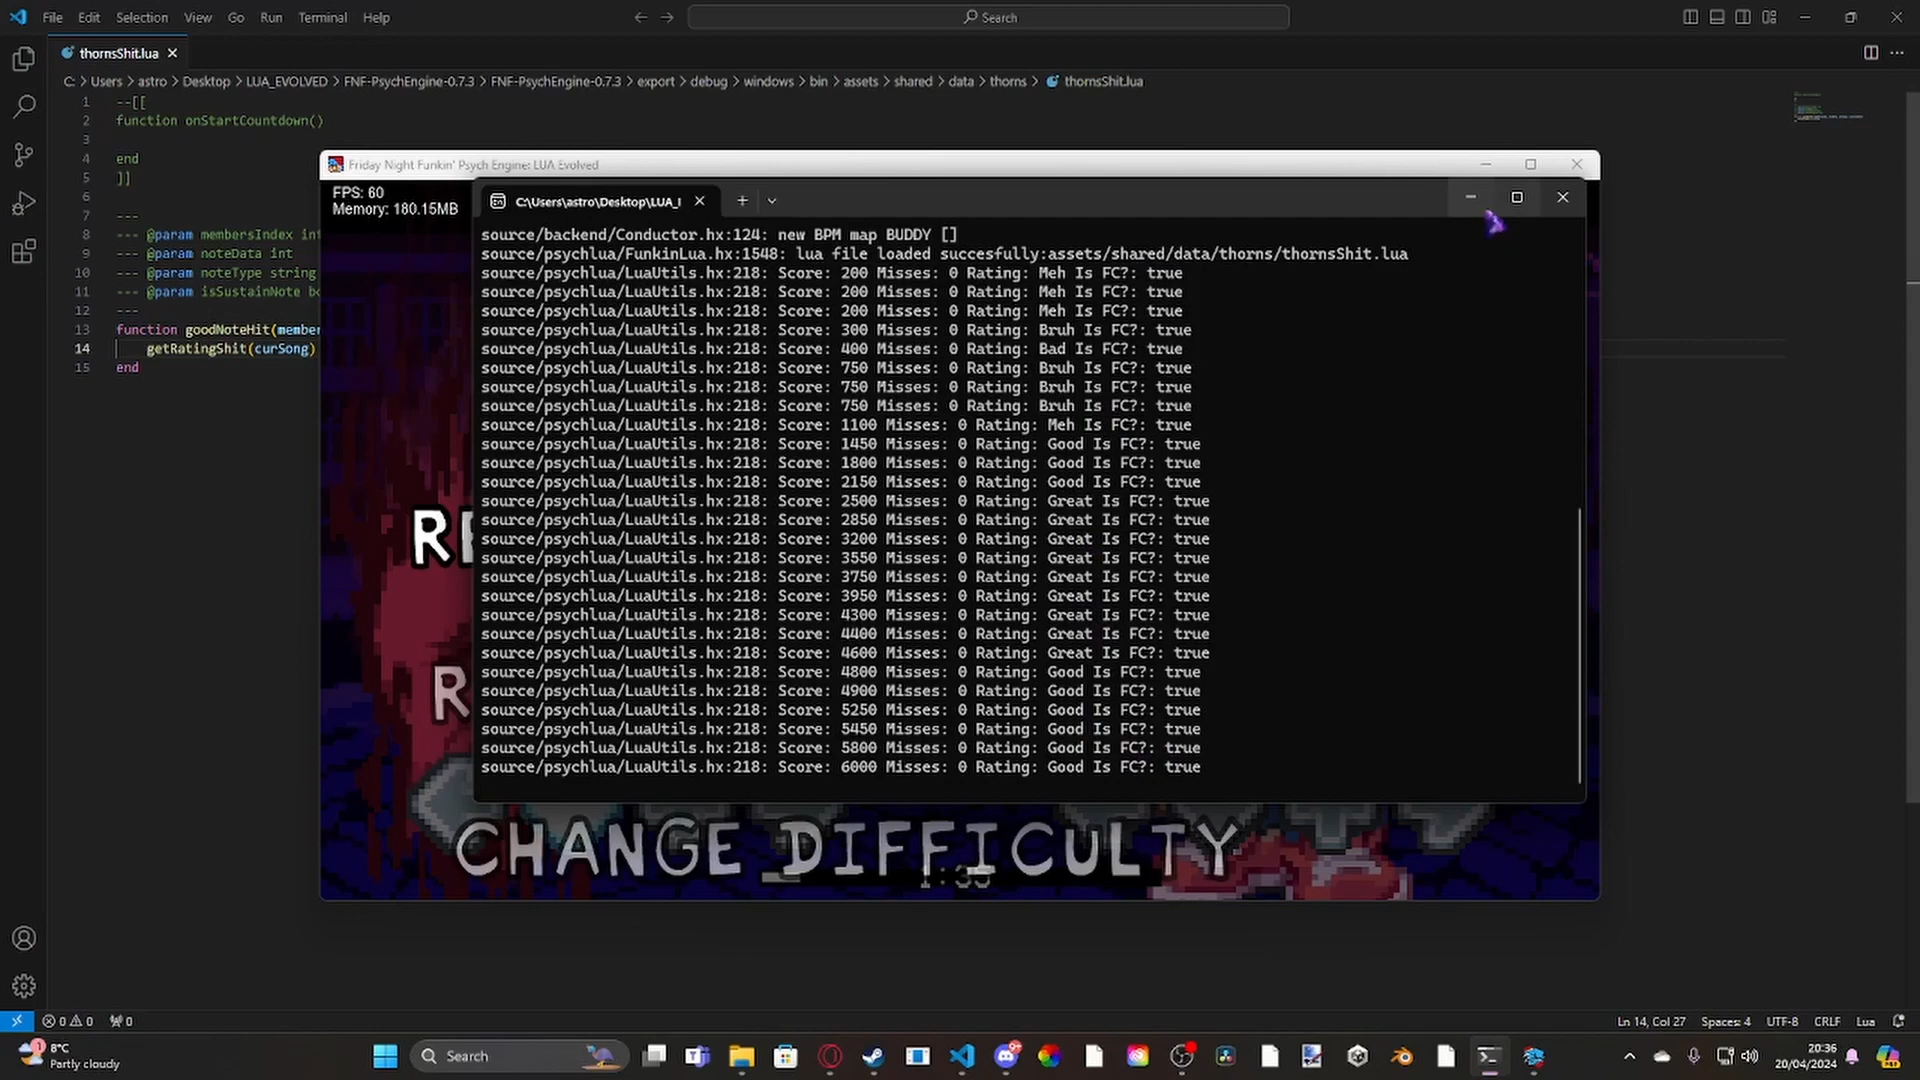 File Edit Selection View Go Run Terminal Help
Search
thornsShit.lua
C: > Users > astro > Desktop > LUA_EVOLVED > FNF-PsychEngine-0.7.3 > FNF-PsychEngine-0.7.3 > export > debug > windows > bin > assets > shared > data > thorns > thornsShit.lua
1 --[[
2 function onStartCountdown()
3
4 end
5 ]]
6
7 ---
8 --- @param membersIndex int
9 --- @param noteData int
10 --- @param noteType string
11 --- @param isSustainNote bo
12 ---
13 function goodNoteHit(member
14 getRatingShit(curSong)
15 end
Friday Night Funkin' Psych Engine: LUA Evolved
FPS: 60
Memory: 180.15MB
C:\Users\astro\Desktop\LUA_I
source/backend/Conductor.hx:124: new BPM map BUDDY []
source/psychlua/FunkinLua.hx:1548: lua file loaded succesfully:assets/shared/data/thorns/thornsShit.lua
source/psychlua/LuaUtils.hx:218: Score: 200 Misses: 0 Rating: Meh Is FC?: true
source/psychlua/LuaUtils.hx:218: Score: 200 Misses: 0 Rating: Meh Is FC?: true
source/psychlua/LuaUtils.hx:218: Score: 200 Misses: 0 Rating: Meh Is FC?: true
source/psychlua/LuaUtils.hx:218: Score: 300 Misses: 0 Rating: Bruh Is FC?: true
source/psychlua/LuaUtils.hx:218: Score: 400 Misses: 0 Rating: Bad Is FC?: true
source/psychlua/LuaUtils.hx:218: Score: 750 Misses: 0 Rating: Bruh Is FC?: true
source/psychlua/LuaUtils.hx:218: Score: 750 Misses: 0 Rating: Bruh Is FC?: true
source/psychlua/LuaUtils.hx:218: Score: 750 Misses: 0 Rating: Bruh Is FC?: true
source/psychlua/LuaUtils.hx:218: Score: 1100 Misses: 0 Rating: Meh Is FC?: true
source/psychlua/LuaUtils.hx:218: Score: 1450 Misses: 0 Rating: Good Is FC?: true
source/psychlua/LuaUtils.hx:218: Score: 1800 Misses: 0 Rating: Good Is FC?: true
source/psychlua/LuaUtils.hx:218: Score: 2150 Misses: 0 Rating: Good Is FC?: true
source/psychlua/LuaUtils.hx:218: Score: 2500 Misses: 0 Rating: Great Is FC?: true
source/psychlua/LuaUtils.hx:218: Score: 2850 Misses: 0 Rating: Great Is FC?: true
source/psychlua/LuaUtils.hx:218: Score: 3200 Misses: 0 Rating: Great Is FC?: true
source/psychlua/LuaUtils.hx:218: Score: 3550 Misses: 0 Rating: Great Is FC?: true
source/psychlua/LuaUtils.hx:218: Score: 3750 Misses: 0 Rating: Great Is FC?: true
source/psychlua/LuaUtils.hx:218: Score: 3950 Misses: 0 Rating: Great Is FC?: true
source/psychlua/LuaUtils.hx:218: Score: 4300 Misses: 0 Rating: Great Is FC?: true
source/psychlua/LuaUtils.hx:218: Score: 4400 Misses: 0 Rating: Great Is FC?: true
source/psychlua/LuaUtils.hx:218: Score: 4600 Misses: 0 Rating: Great Is FC?: true
source/psychlua/LuaUtils.hx:218: Score: 4800 Misses: 0 Rating: Good Is FC?: true
source/psychlua/LuaUtils.hx:218: Score: 4900 Misses: 0 Rating: Good Is FC?: true
source/psychlua/LuaUtils.hx:218: Score: 5250 Misses: 0 Rating: Good Is FC?: true
source/psychlua/LuaUtils.hx:218: Score: 5450 Misses: 0 Rating: Good Is FC?: true
source/psychlua/LuaUtils.hx:218: Score: 5800 Misses: 0 Rating: Good Is FC?: true
source/psychlua/LuaUtils.hx:218: Score: 6000 Misses: 0 Rating: Good Is FC?: true
RE
R
CHANGE DIFFICULTY
0 0 0
Ln 14, Col 27 Spaces: 4 UTF-8 CRLF Lua
8°C
Partly cloudy
Search
20:36
20/04/2024